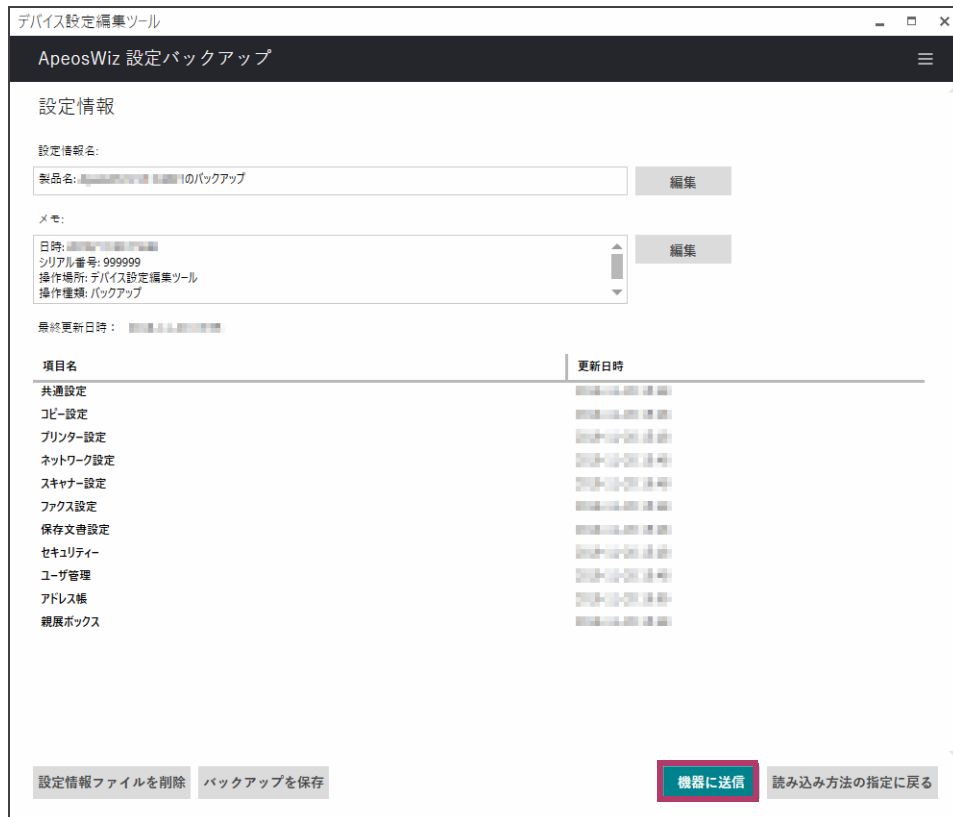 デバイス設定編集ツール
ApeosWiz 設定バックアップ
設定情報
設定情報名:
製品名: のバックアップ
編集
メモ:
日時:
シリアル番号: 999999
操作場所: デバイス設定編集ツール
操作種類: バックアップ
編集
最終更新日時：
項目名 更新日時
共通設定
コピー設定
プリンター設定
ネットワーク設定
スキャナー設定
ファクス設定
保存文書設定
セキュリティー
ユーザ管理
アドレス帳
親展ボックス
設定情報ファイルを削除 バックアップを保存 機器に送信 読み込み方法の指定に戻る